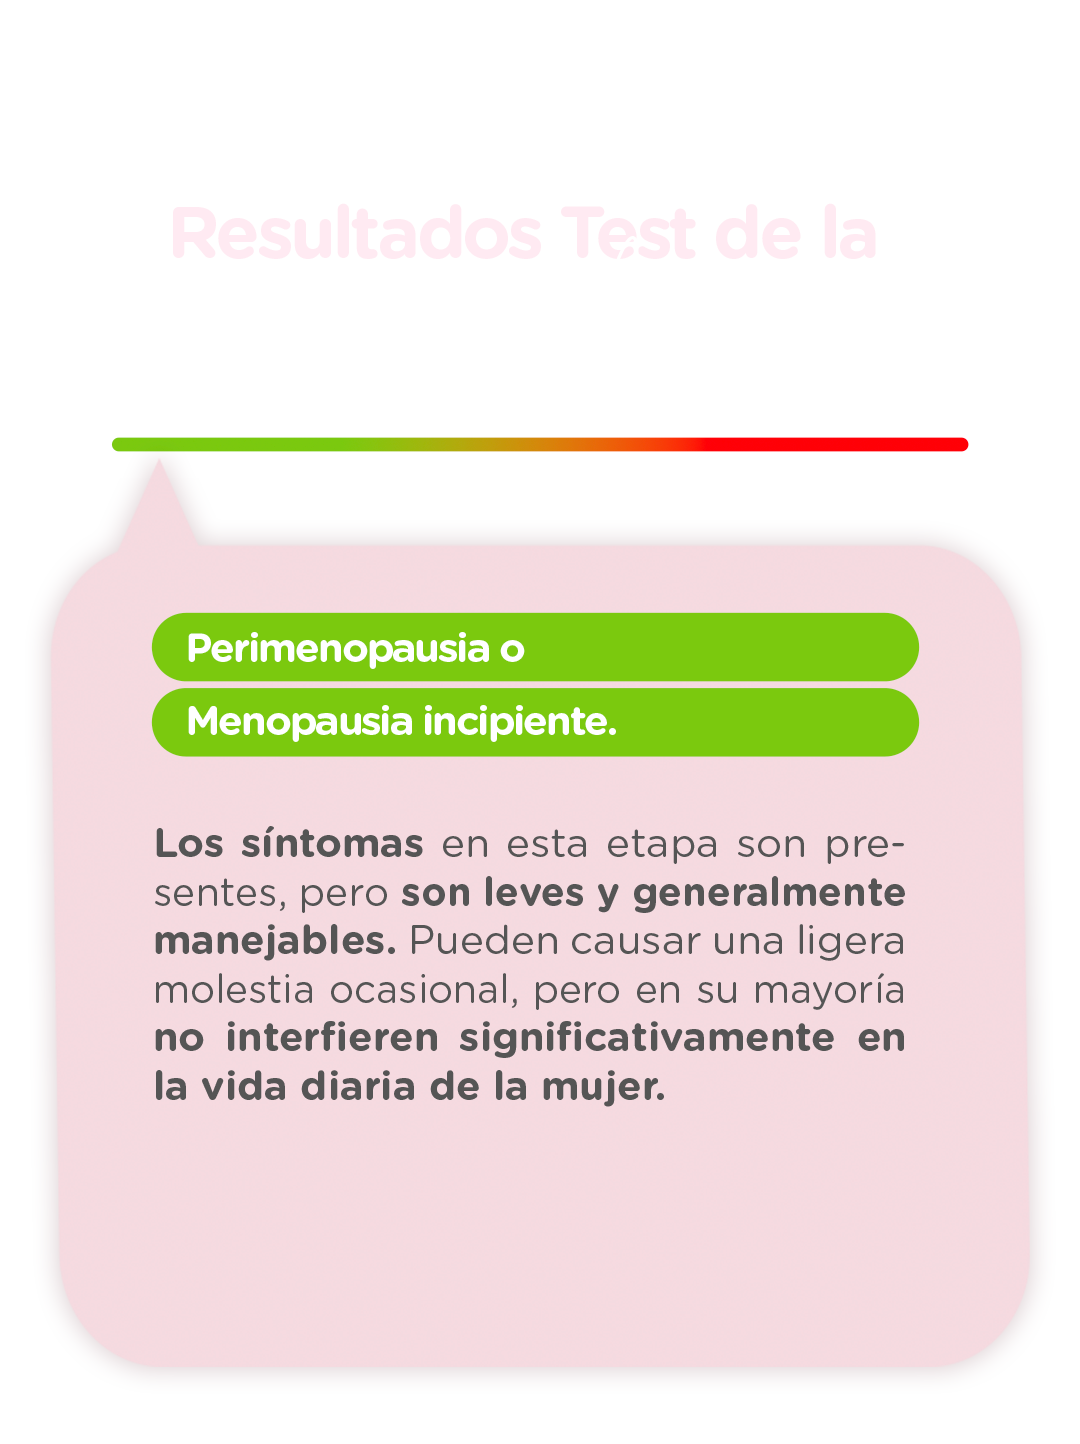 Resultados Test de la
Perimenopausia o
Menopausia incipiente.
Los síntomas en esta etapa son pre-
sentes, pero son leves y generalmente
manejables. Pueden causar una ligera
molestia ocasional, pero en su mayoría
no interfieren significativamente en
la vida diaria de la mujer.